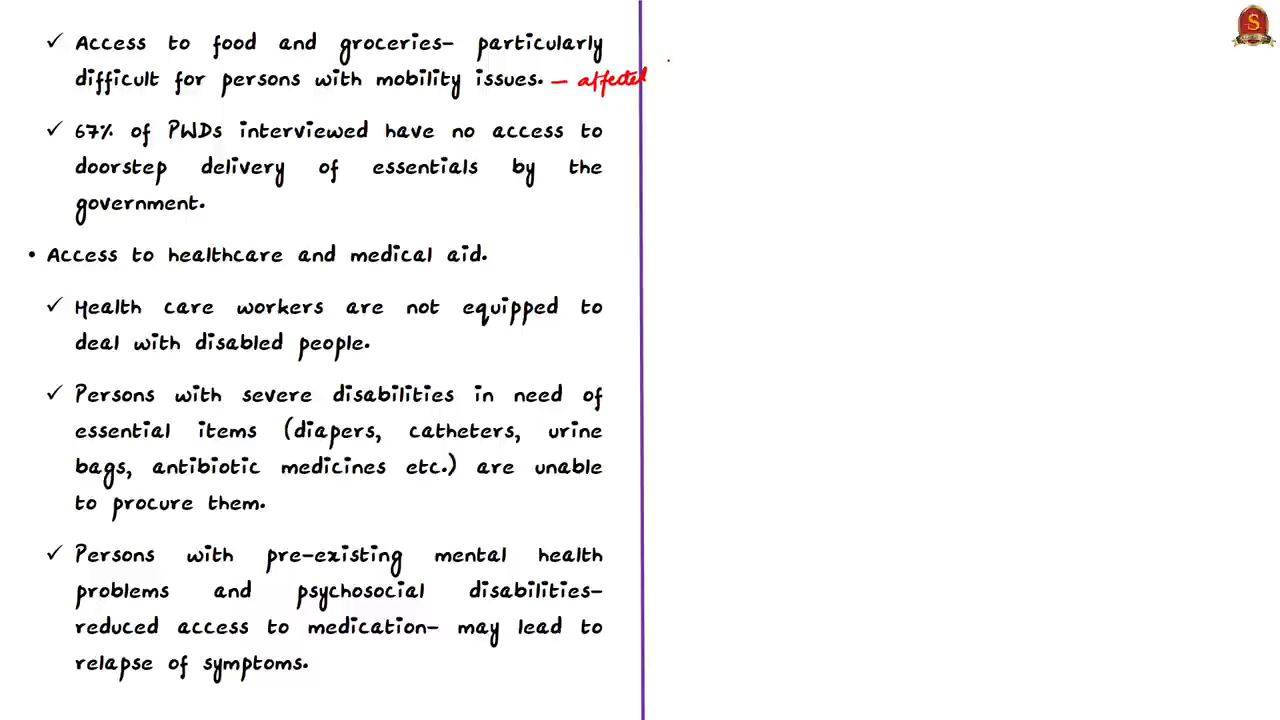 ✓ Access to food and groceries- particularly
difficult for persons with mobility issues. - affected
✓ 67% of PWDs interviewed have no access to
doorstep delivery of essentials by the
government.
• Access to healthcare and medical aid.
✓ Health care workers are not equipped to
deal with disabled people.
✓ Persons with severe disabilities in need of
essential items (diapers, catheters, urine
bags, antibiotic medicines etc.) are unable
to procure them.
✓ Persons with pre-existing mental health
problems and psychosocial disabilities-
reduced access to medication- may lead to
relapse of symptoms.